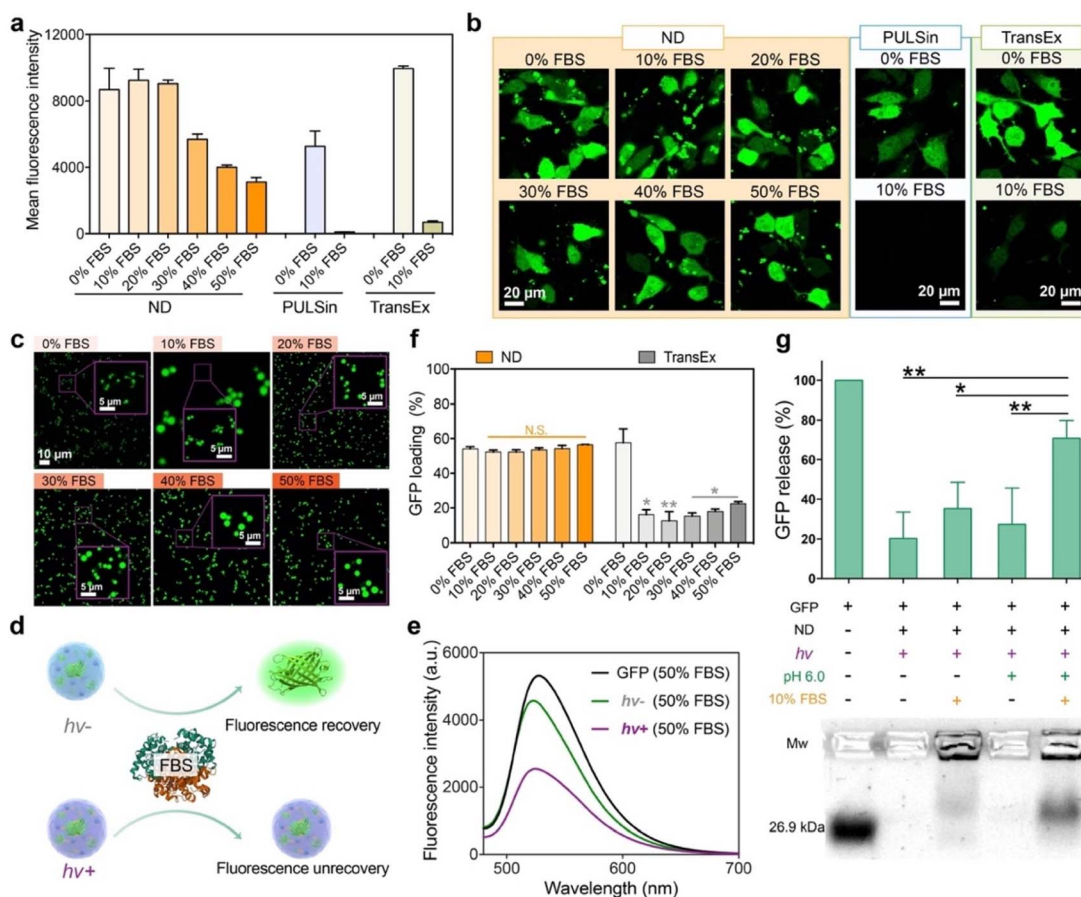 a
Mean fluorescence intensity
12000
9000
6000
3000
0
0% FBS
10% FBS
20% FBS
30% FBS
40% FBS
50% FBS
0% FBS
10% FBS
0% FBS
10% FBS
ND
PULSin
TransEx
b
ND
PULSin
TransEx
0% FBS
10% FBS
20% FBS
0% FBS
0% FBS
30% FBS
40% FBS
50% FBS
10% FBS
10% FBS
20 µm
20 µm
20 µm
c
0% FBS
10% FBS
20% FBS
5 µm
5 µm
5 µm
10 µm
30% FBS
40% FBS
50% FBS
5 µm
5 µm
5 µm
d
hv-
Fluorescence recovery
FBS
hv+
Fluorescence unrecovery
f
ND
TransEx
GFP loading (%)
100
80
60
40
20
0
N.S.
*
**
*
0% FBS
10% FBS
20% FBS
30% FBS
40% FBS
50% FBS
0% FBS
10% FBS
20% FBS
30% FBS
40% FBS
50% FBS
e
Fluorescence intensity (a.u.)
6000
4000
2000
0
GFP (50% FBS)
hv- (50% FBS)
hv+ (50% FBS)
500
600
700
Wavelength (nm)
g
GFP release (%)
100
80
60
40
20
0
**
*
**
GFP + + + + +
ND - + + + +
hv - + + + +
pH 6.0 - - - + +
10% FBS - - + - +
Mw
26.9 kDa